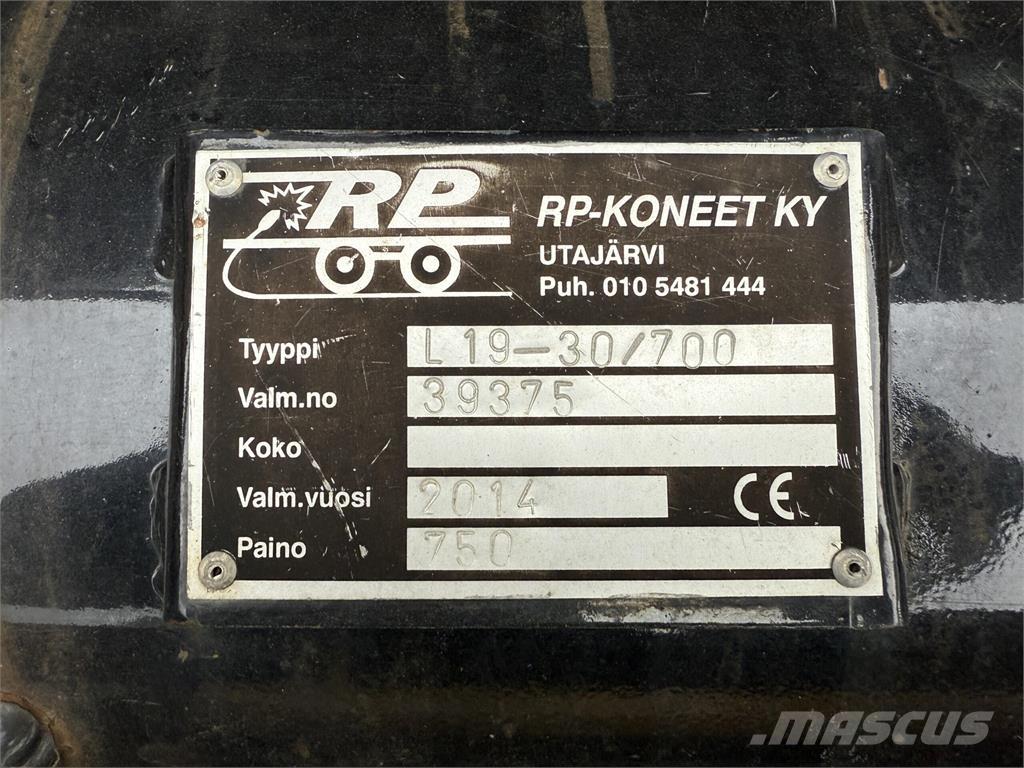 RP
RP-KONEET KY
UTAJÄRVI
Puh. 010 5481 444
Tyyppi L 19-30/700
Valm.no 39375
Koko
Valm.vuosi 2014 CE
Paino 750
MASCUS